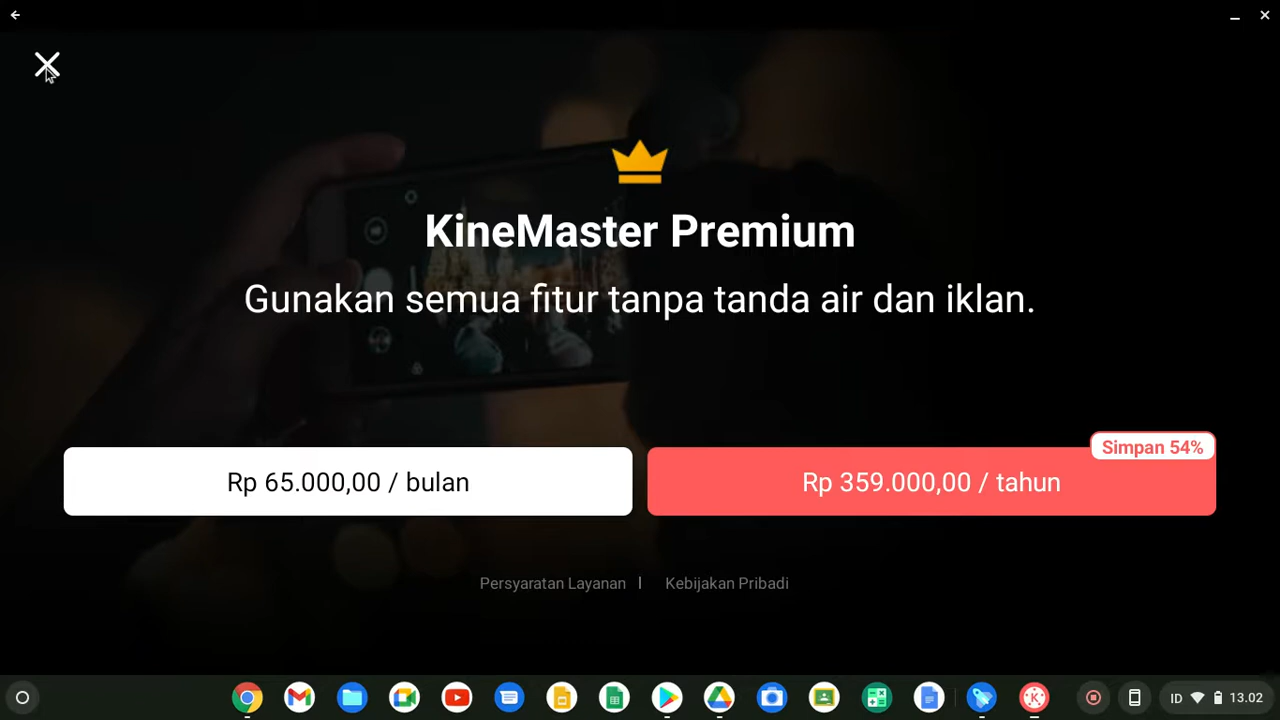 KineMaster Premium
Gunakan semua fitur tanpa tanda air dan iklan.
Simpan 54%
Rp 65.000,00 / bulan
Rp 359.000,00 / tahun
Persyaratan Layanan | Kebijakan Pribadi
ID 13.02